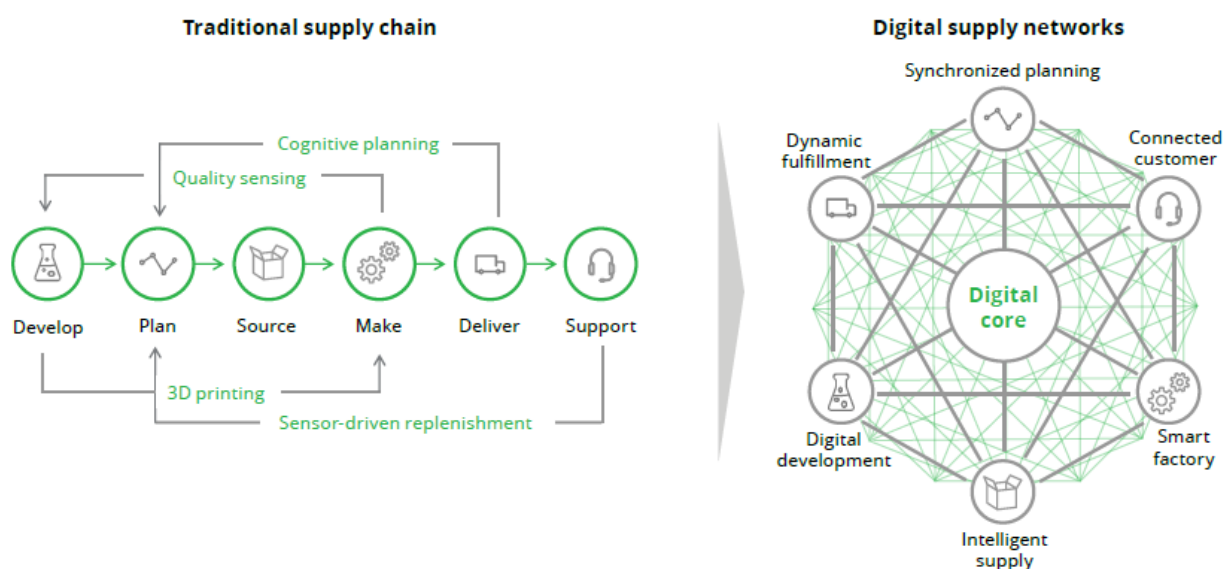 Traditional supply chain
Cognitive planning
Quality sensing
Develop
Plan
Source
Make
Deliver
Support
3D printing
Sensor-driven replenishment
Digital supply networks
Synchronized planning
Dynamic
fulfillment
Connected
customer
Digital
core
Digital
development
Smart
factory
Intelligent
supply